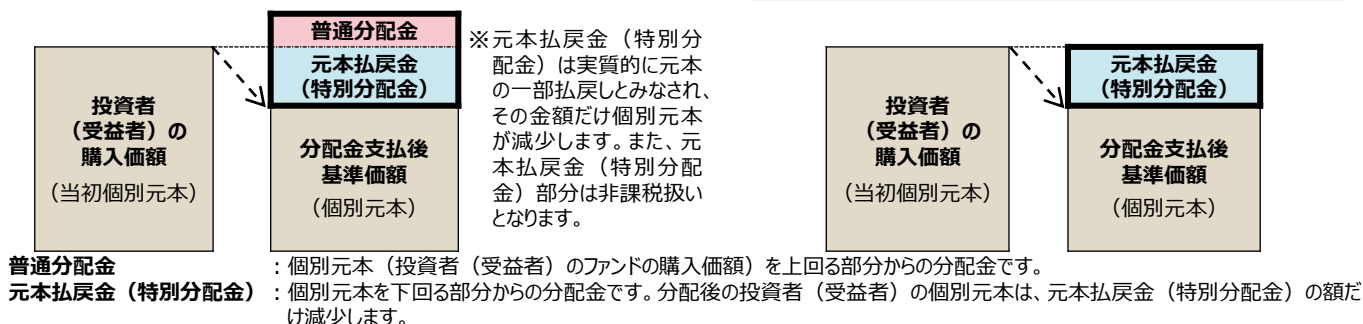 普通分配金
元本払戻金
（特別分配金）
投資者
（受益者）の
購入価額
（当初個別元本）
分配金支払後
基準価額
（個別元本）
※元本払戻金（特別分
配金）は実質的に元本
の一部払戻しとみなされ、
その金額だけ個別元本
が減少します。また、元
本払戻金（特別分配
金）部分は非課税扱い
となります。
投資者
（受益者）の
購入価額
（当初個別元本）
元本払戻金
（特別分配金）
分配金支払後
基準価額
（個別元本）
普通分配金：個別元本（投資者（受益者）のファンドの購入価額）を上回る部分からの分配金です。
元本払戻金（特別分配金）：個別元本を下回る部分からの分配金です。分配後の投資者（受益者）の個別元本は、元本払戻金（特別分配金）の額だ
け減少します。